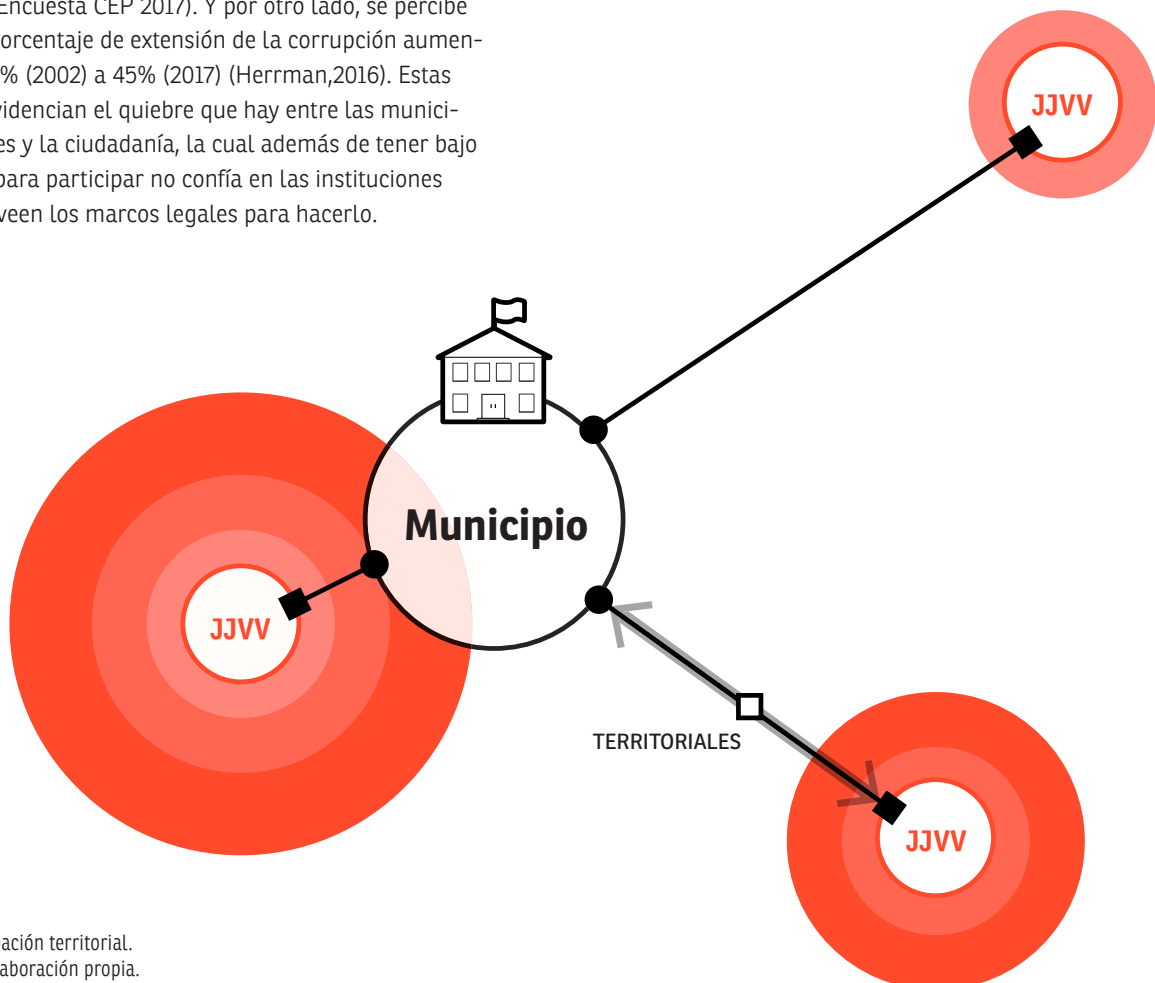 Encuesta CEP 2017). Y por otro lado, se percibe
orcentaje de extensión de la corrupción aumen-
% (2002) a 45% (2017) (Herrman,2016). Estas
videncian el quiebre que hay entre las munici-
es y la ciudadanía, la cual además de tener bajo
para participar no confía en las instituciones
veen los marcos legales para hacerlo.
JJVV
Municipio
JJVV
TERRITORIALES
JJVV
ación territorial.
aboración propia.